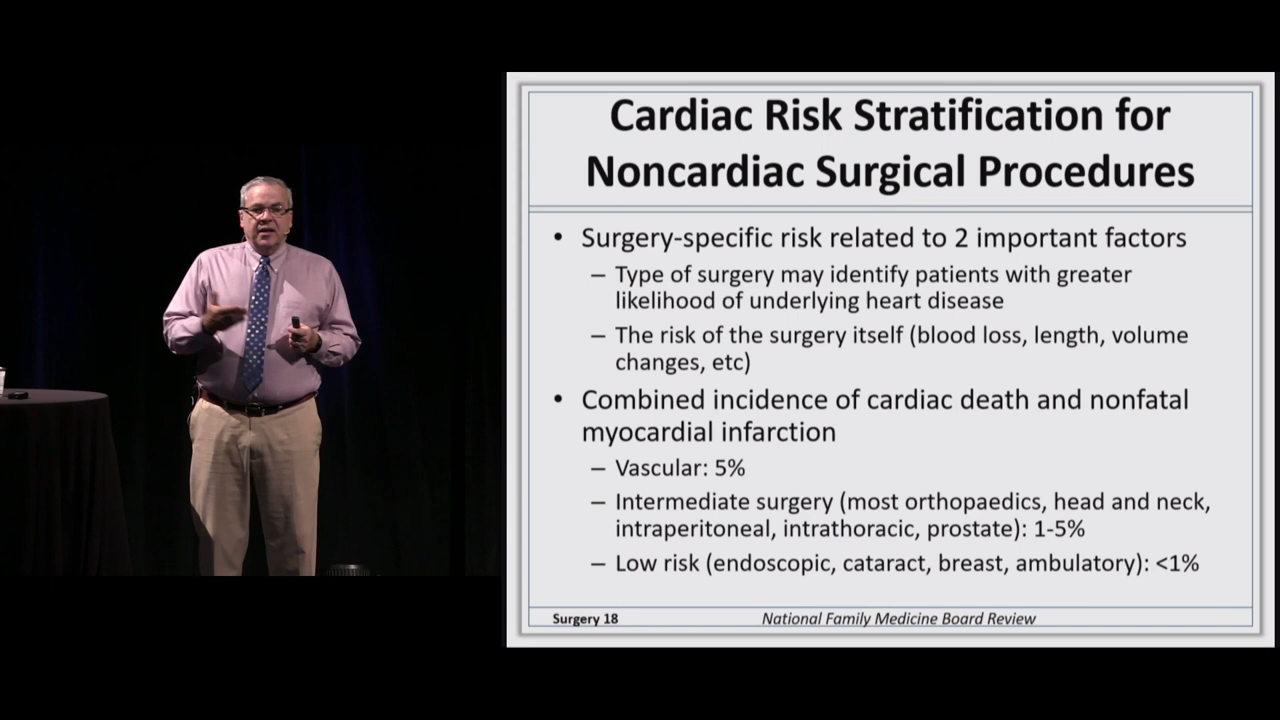 Cardiac Risk Stratification for
Noncardiac Surgical Procedures
• Surgery-specific risk related to 2 important factors
– Type of surgery may identify patients with greater
likelihood of underlying heart disease
– The risk of the surgery itself (blood loss, length, volume
changes, etc)
• Combined incidence of cardiac death and nonfatal
myocardial infarction
– Vascular: 5%
– Intermediate surgery (most orthopaedics, head and neck,
intraperitoneal, intrathoracic, prostate): 1-5%
– Low risk (endoscopic, cataract, breast, ambulatory): <1%
Surgery 18
National Family Medicine Board Review